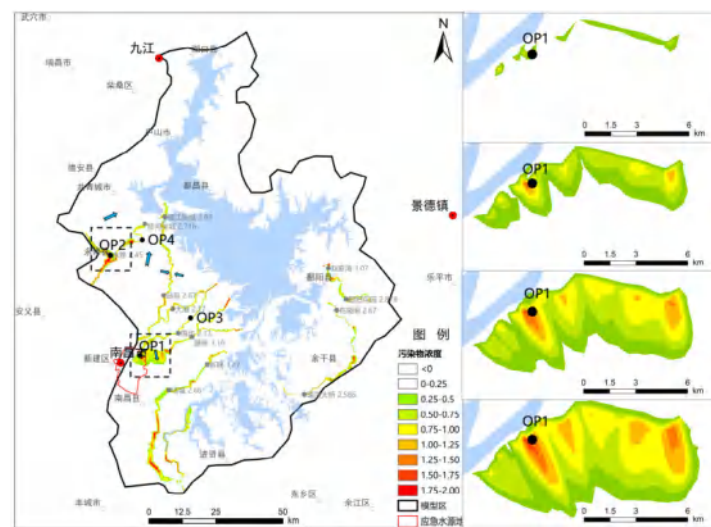 武穴市
九江
湖口县
瑞昌市
柴桑区
庐山市
德安县
共青城市
都昌县
景德镇
OP2
OP4
鄱阳县
乐平市
安义县
OP3
南昌
OP1
新建区
南昌县
余干县
进贤县
丰城市
东乡区
余江区
N
0 12.5 25 50
km
图 例
污染物浓度
<0
0-0.25
0.25-0.5
0.50-0.75
0.75-1.00
1.00-1.25
1.25-1.50
1.50-1.75
1.75-2.00
模型区
应急水源地
OP1
0 1.5 3 6
km
OP1
0 1.5 3 6
km
OP1
0 1.5 3 6
km
OP1
0 1.5 3 6
km